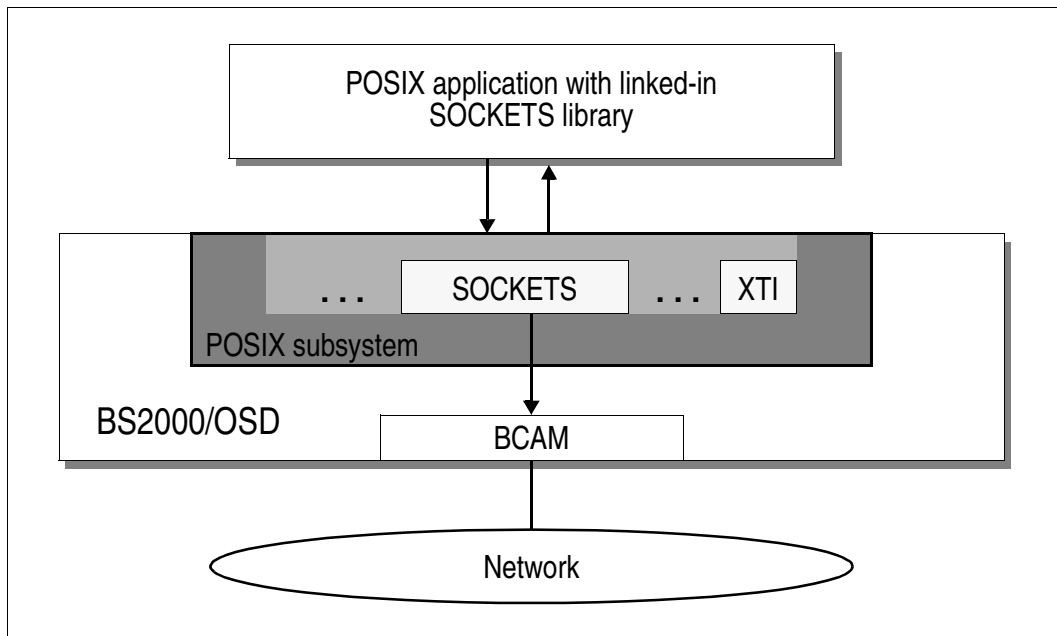 POSIX application with linked-in
SOCKETS library
. . . SOCKETS . . . XTI
POSIX subsystem
BS2000/OSD
BCAM
Network